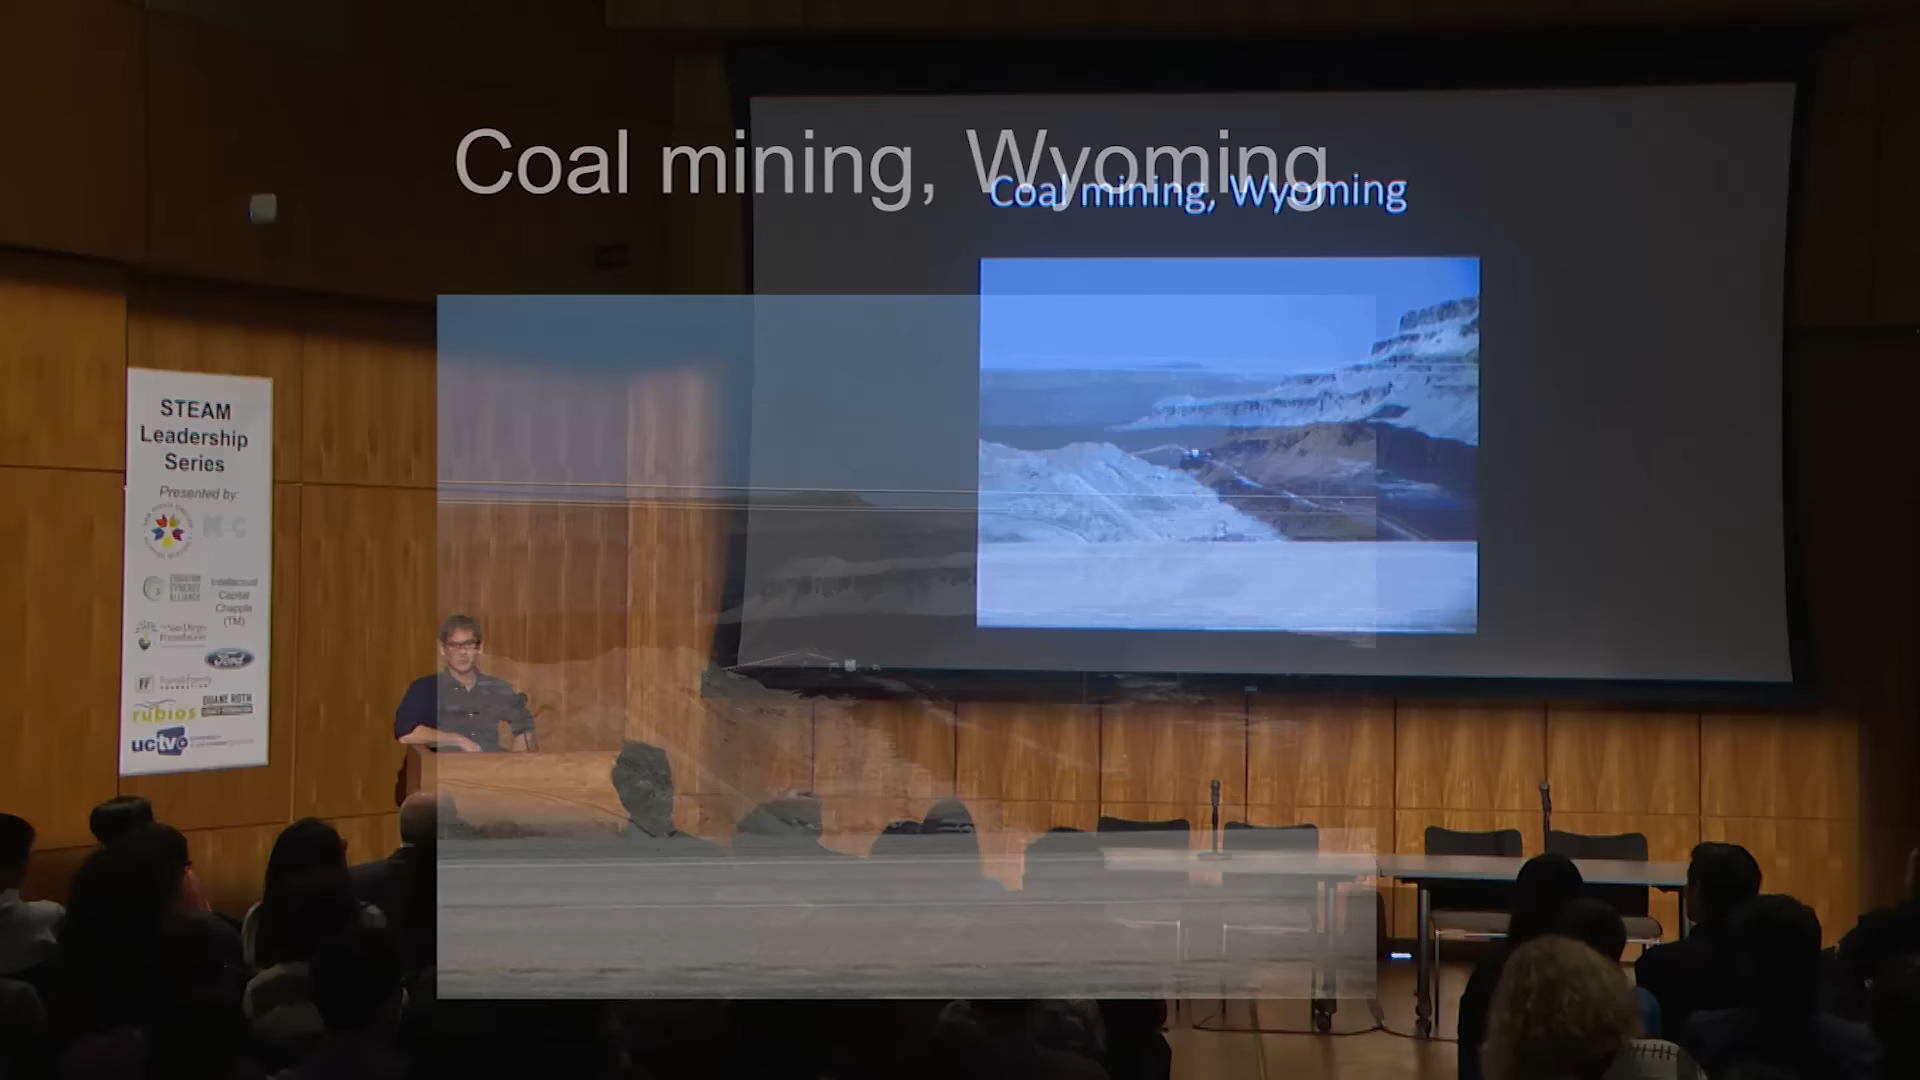 Coal mining, Wyoming
Coal mining, Wyoming
STEAM
Leadership
Series
Presented by:
Intellectual
Capital
Chapple
(TM)
Ford
rubios
DUANE ROTH
uctv